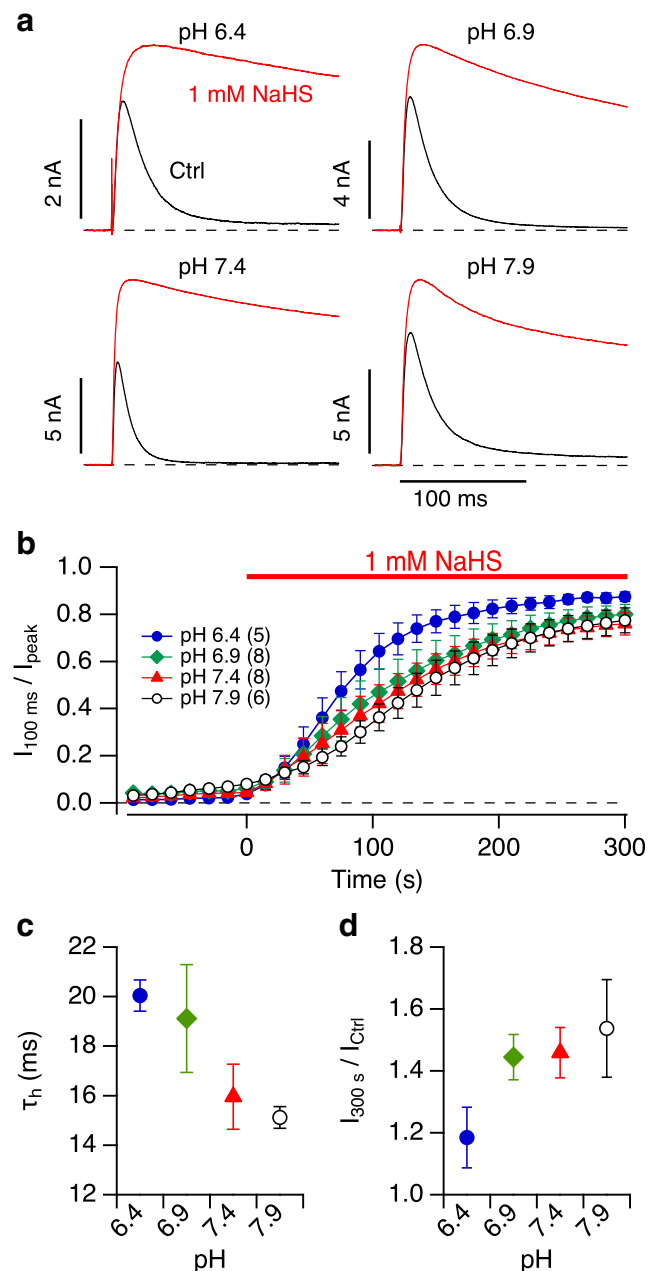 a
pH 6.4
pH 6.9
1 mM NaHS
2 nA
Ctrl
4 nA
pH 7.4
pH 7.9
5 nA
5 nA
100 ms
b
1 mM NaHS
1.0
0.8
0.6
0.4
0.2
0.0
I100 ms / Ipeak
pH 6.4 (5)
pH 6.9 (8)
pH 7.4 (8)
pH 7.9 (6)
0
100
200
300
Time (s)
c
22
20
18
16
14
12
τh (ms)
6.4
6.9
7.4
7.9
pH
d
1.8
1.6
1.4
1.2
1.0
I300 s / ICtrl
6.4
6.9
7.4
7.9
pH